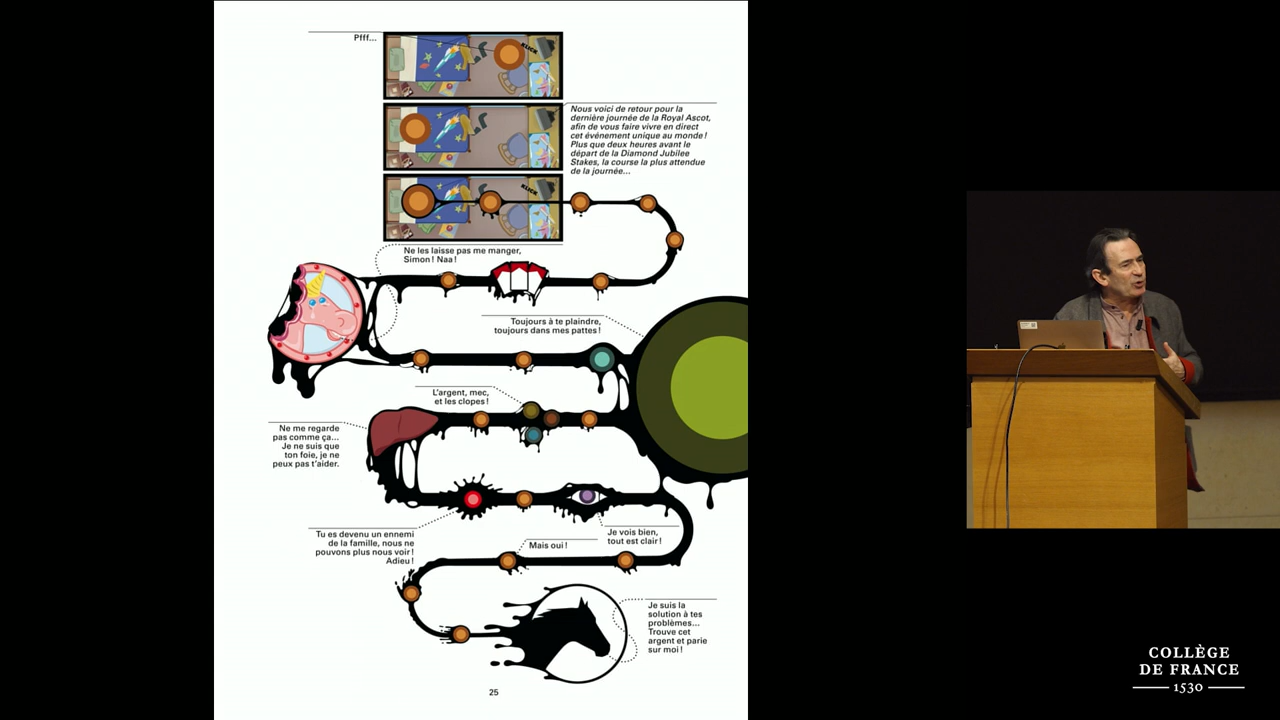 Pfff...
KLICK
Nous voici de retour pour la
dernière journée de la Royal Ascot,
afin de vous faire vivre en direct
cet événement unique au monde !
Plus que deux heures avant le
départ de la Diamond Jubilee
Stakes, la course la plus attendue
de la journée...
KLICK
Ne les laisse pas me manger,
Simon ! Naa !
Toujours à te plaindre,
toujours dans mes pattes !
L'argent, mec,
et les clopes !
Ne me regarde
pas comme ça...
Je ne suis que
ton foie, je ne
peux pas t'aider.
Tu es devenu un ennemi
de la famille, nous ne
pouvons plus nous voir !
Adieu !
Je vois bien,
tout est clair !
Mais oui !
Je suis la
solution à tes
problèmes...
Trouve cet
argent et parie
sur moi !
25
COLLÈGE
DE FRANCE
1530